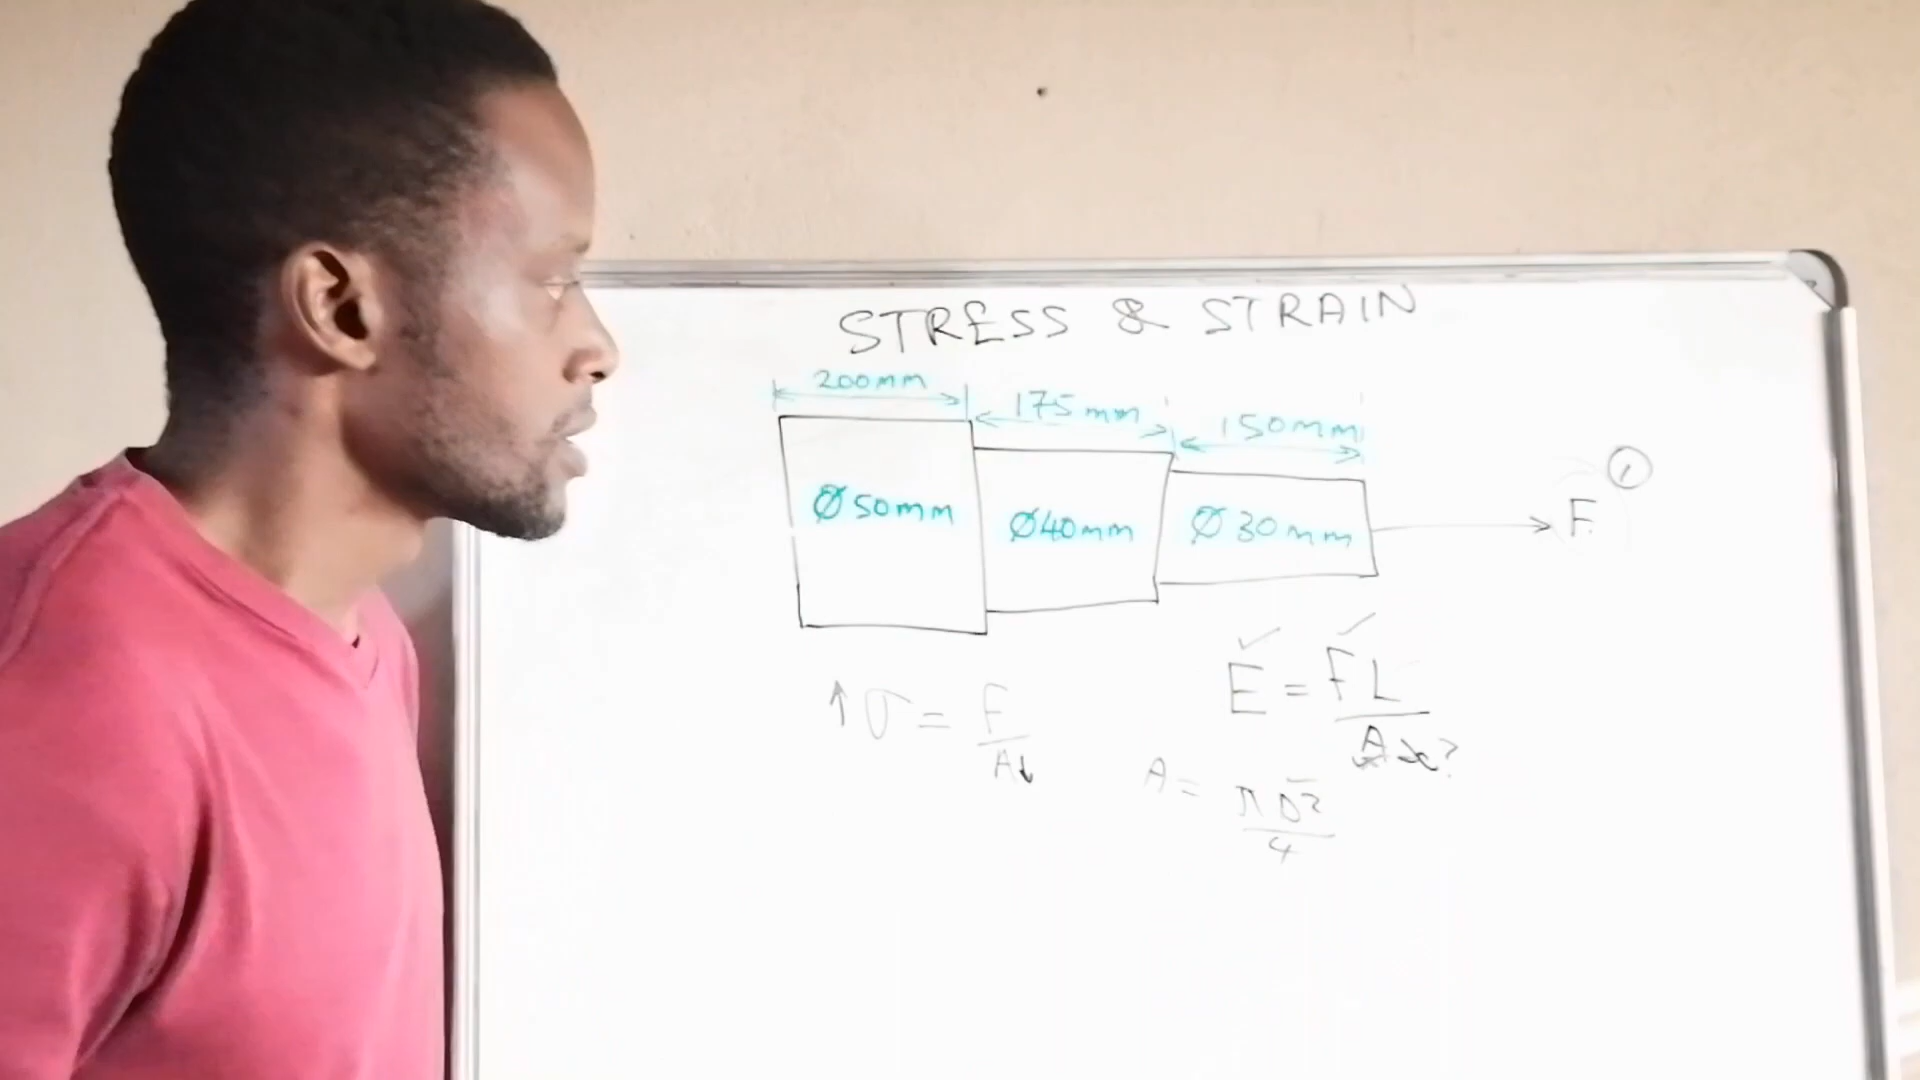 STRESS & STRAIN
200mm
175mm
150mm
Ø50mm
Ø40mm
Ø30mm
F
1
↑σ = F
A↓
E = FL
A x?
A = πD²
4